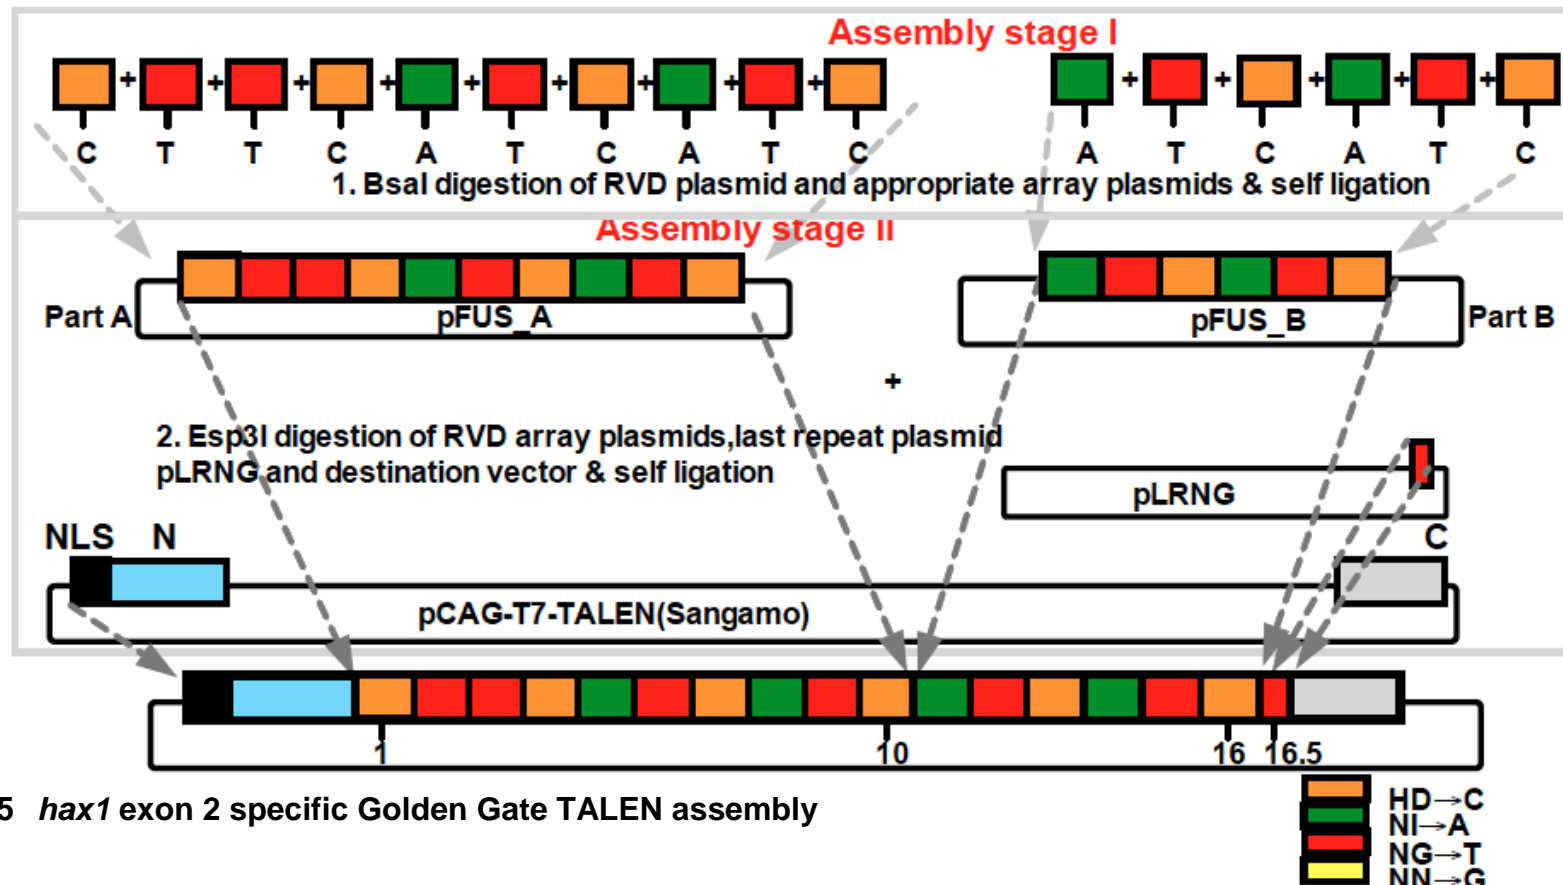 Assembly stage I
+ + + + + + + + + + + + + +
C T T C A T C A T C A T C A T C
1. BsaI digestion of RVD plasmid and appropriate array plasmids & self ligation
Assembly stage II
Part A pFUS_A pFUS_B Part B
+
2. Esp3I digestion of RVD array plasmids,last repeat plasmid
pLRNG and destination vector & self ligation
pLRNG
NLS N C
pCAG-T7-TALEN(Sangamo)
1 10 16 16.5
5 hax1 exon 2 specific Golden Gate TALEN assembly
HD→C
NI→A
NG→T
NN→G